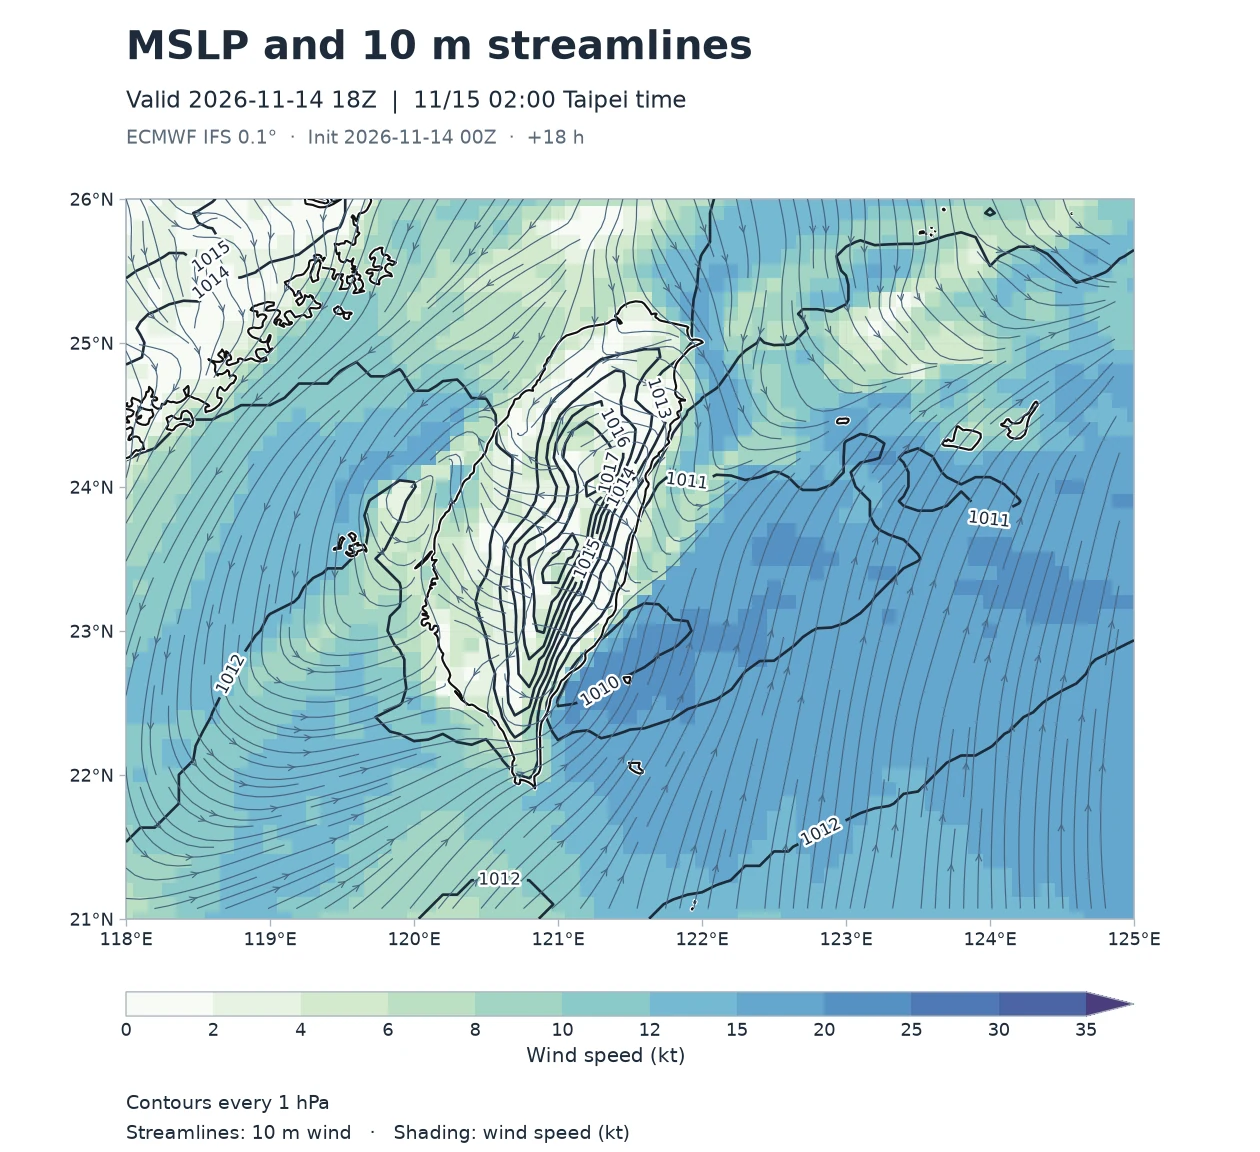 MSLP and 10 m streamlines
Valid 2026-11-14 18Z | 11/15 02:00 Taipei time
ECMWF IFS 0.1° · Init 2026-11-14 00Z · +18 h
26°N
25°N
24°N
23°N
22°N
21°N
1015
1014
1013
1016
1017
1014
1011
1011
1015
1012
1010
1012
1012
118°E 119°E 120°E 121°E 122°E 123°E 124°E 125°E
0 2 4 6 8 10 12 15 20 25 30 35
Wind speed (kt)
Contours every 1 hPa
Streamlines: 10 m wind · Shading: wind speed (kt)